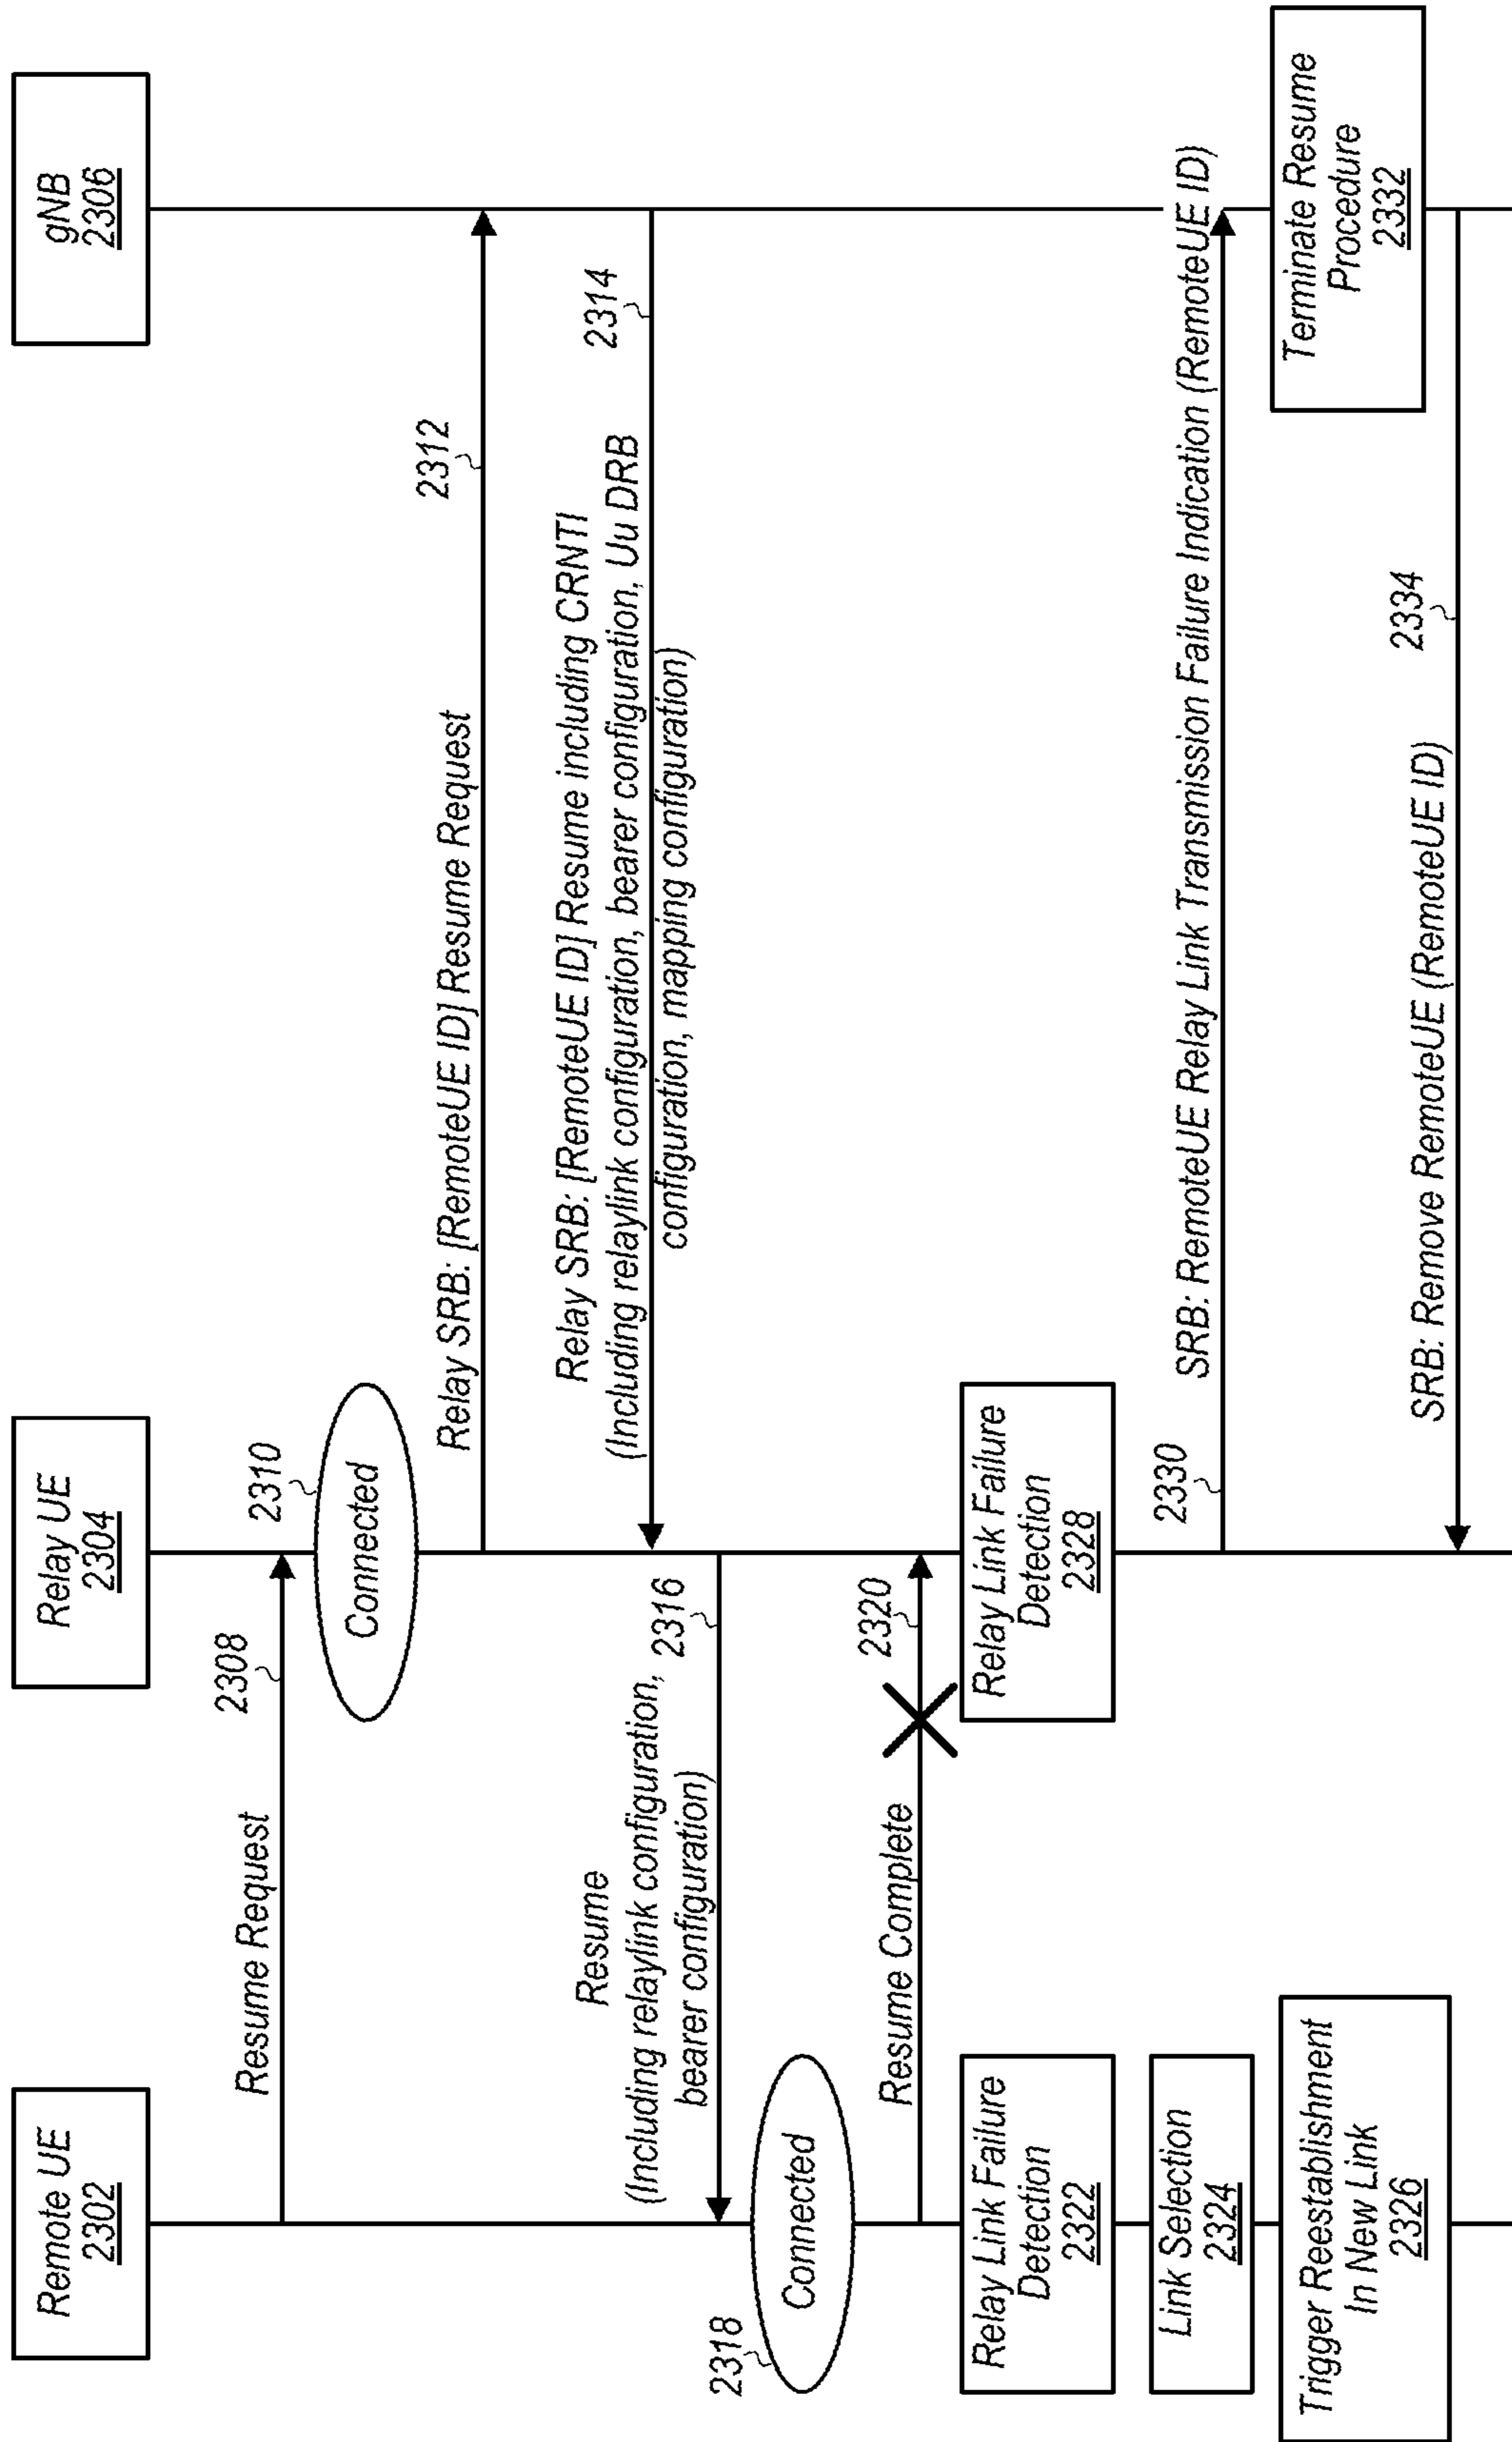 Remote UE
2302
Relay UE
2304
gNB
2306
2308
Resume Request
2310
Connected
2312
Relay SRB: [RemoteUE ID] Resume Request
2314
Relay SRB: [RemoteUE ID] Resume including CRNTI
(Including relaylink configuration, bearer configuration, Uu DRB
configuration, mapping configuration)
Resume
(Including relaylink configuration,
bearer configuration)
2316
2318
Connected
Resume Complete
2320
Relay Link Failure
Detection
2322
Relay Link Failure
Detection
2328
Link Selection
2324
2330
SRB: RemoteUE Relay Link Transmission Failure Indication (RemoteUE ID)
Trigger Reestablishment
In New Link
2326
Terminate Resume
Procedure
2332
2334
SRB: Remove RemoteUE (RemoteUE ID)